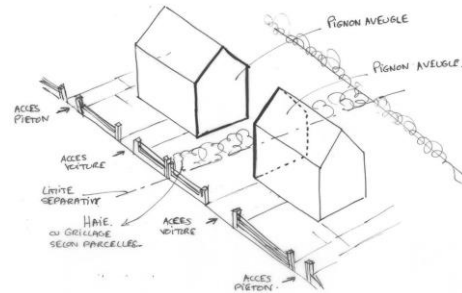 PIGNON AVEUGLE
PIGNON AVEUGLE.
ACCES
PIETON
ACCES
VOITURE
LIMITE
SEPARATIVE
HAIE.
OU GRILLAGE
SELON PARCELLES.
ACCES
VOITURE
ACCES
PIETON.